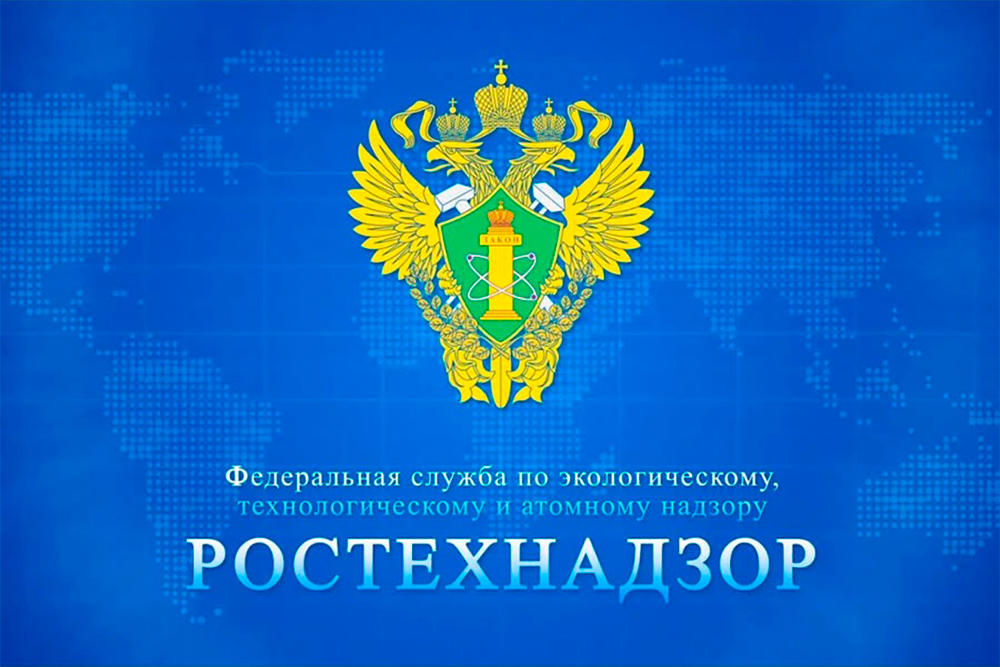 ЗАКОН
Федеральная служба по экологическому,
технологическому и атомному надзору
РОСТЕХНАДЗОР